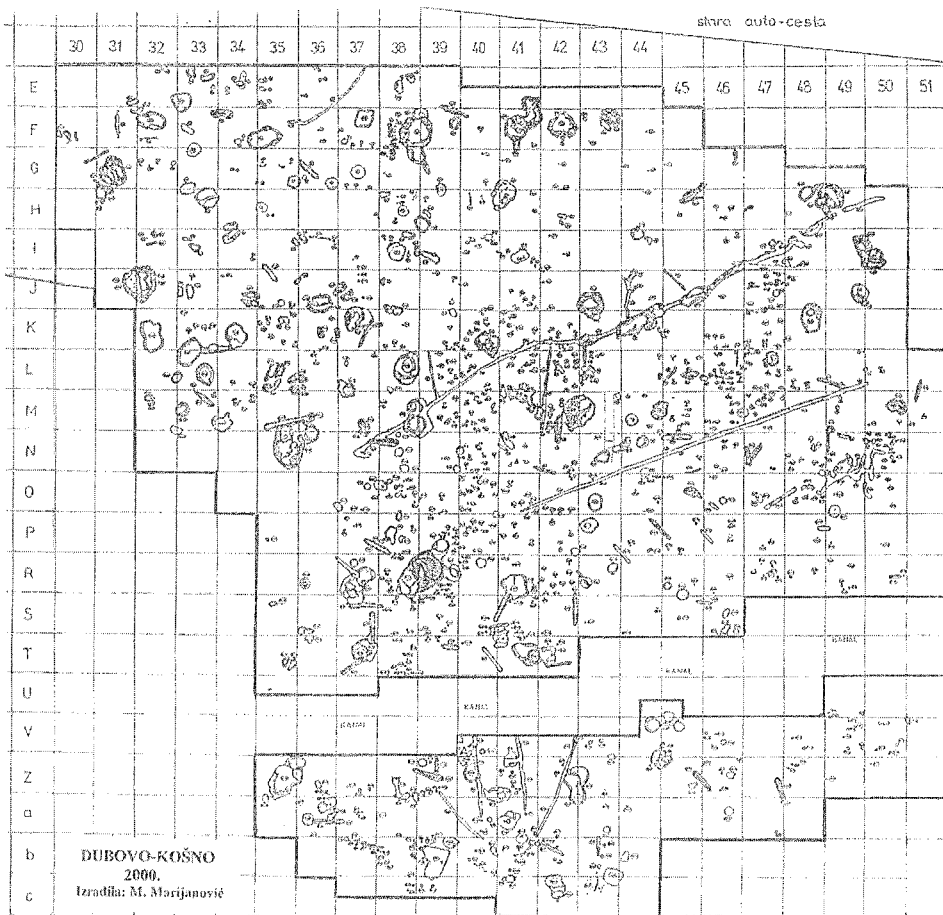 stara auto-cesta
30 31 32 33 34 35 36 37 38 39 40 41 42 43 44
45 46 47 48 49 50 51
E
F
G
H
I
J
K
L
M
N
O
P
R
S
T
KANAL
KANAL
U
KANAL
V
KANAL
Z
a
b
c
DUBOVO-KOŠNO
2000.
Izradila: M. Marijanović